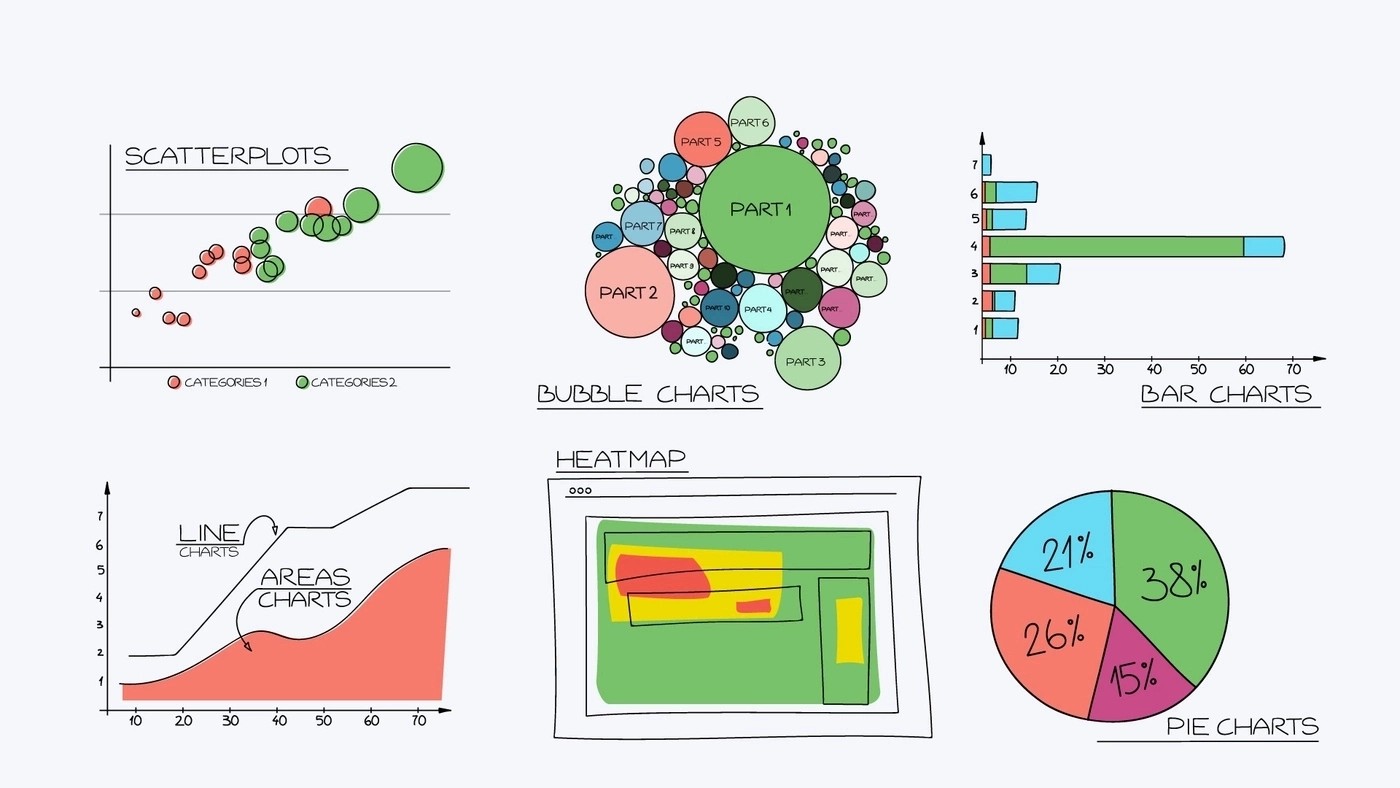 SCATTERPLOTS
CATEGORIES 1
CATEGORIES 2
PART 6
PART 5
PART 1
PART 7
PART 8
PART.
PART.
PART.
PART 9
PART.
PART.
PART 2
PART.
PART 10
PART 4
PART.
PART.
PART 3
BUBBLE CHARTS
7
6
5
4
3
2
1
10 20 30 40 50 60 70
BAR CHARTS
7
6
5
4
3
2
1
LINE
CHARTS
AREAS
CHARTS
10 20 30 40 50 60 70
HEATMAP
21%
38%
26%
15%
PIE CHARTS